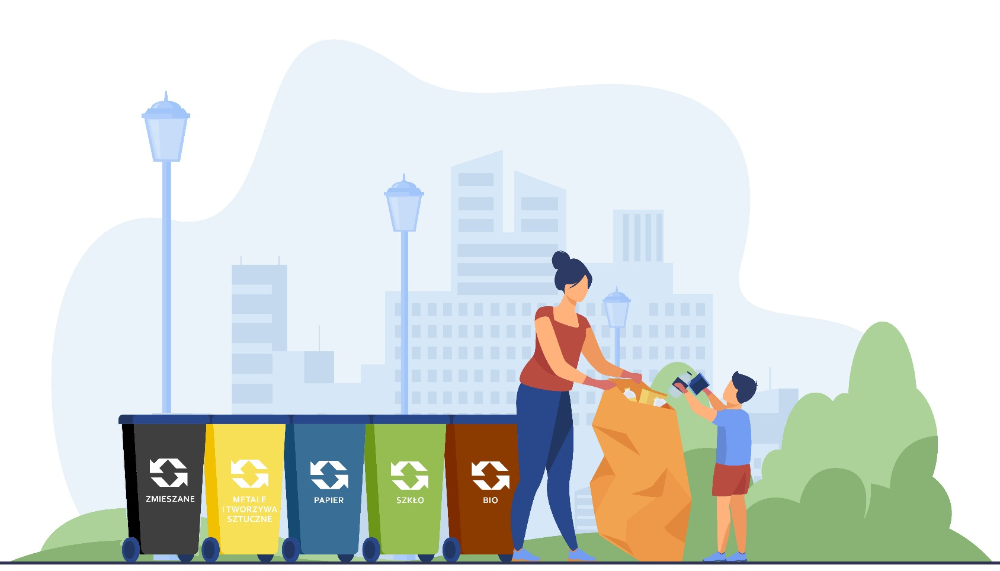 ZMIESZANE
METALE
I TWORZYWA
SZTUCZNE
PAPIER
SZKŁO
BIO